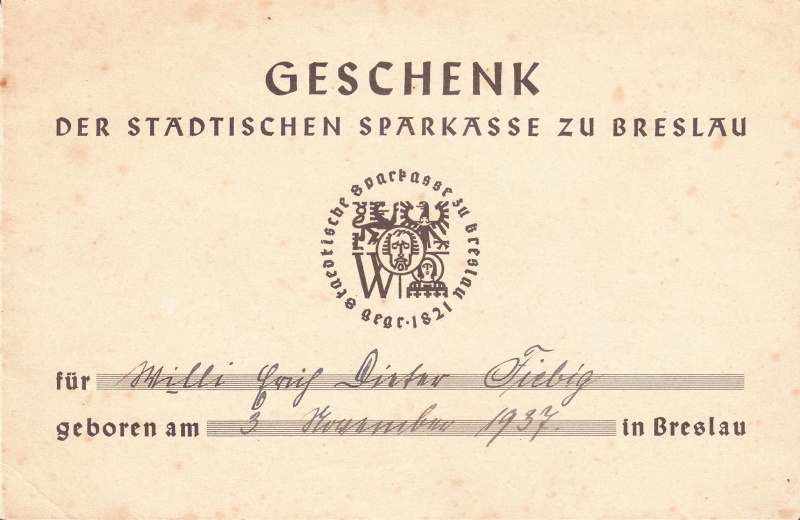 GESCHENK
DER STÄDTISCHEN SPARKASSE ZU BRESLAU
Staedtische Sparkasse zu Breslau gegr. 1821
W
für Willi Erich Dieter Fiebig
geboren am 3 November 1937. in Breslau